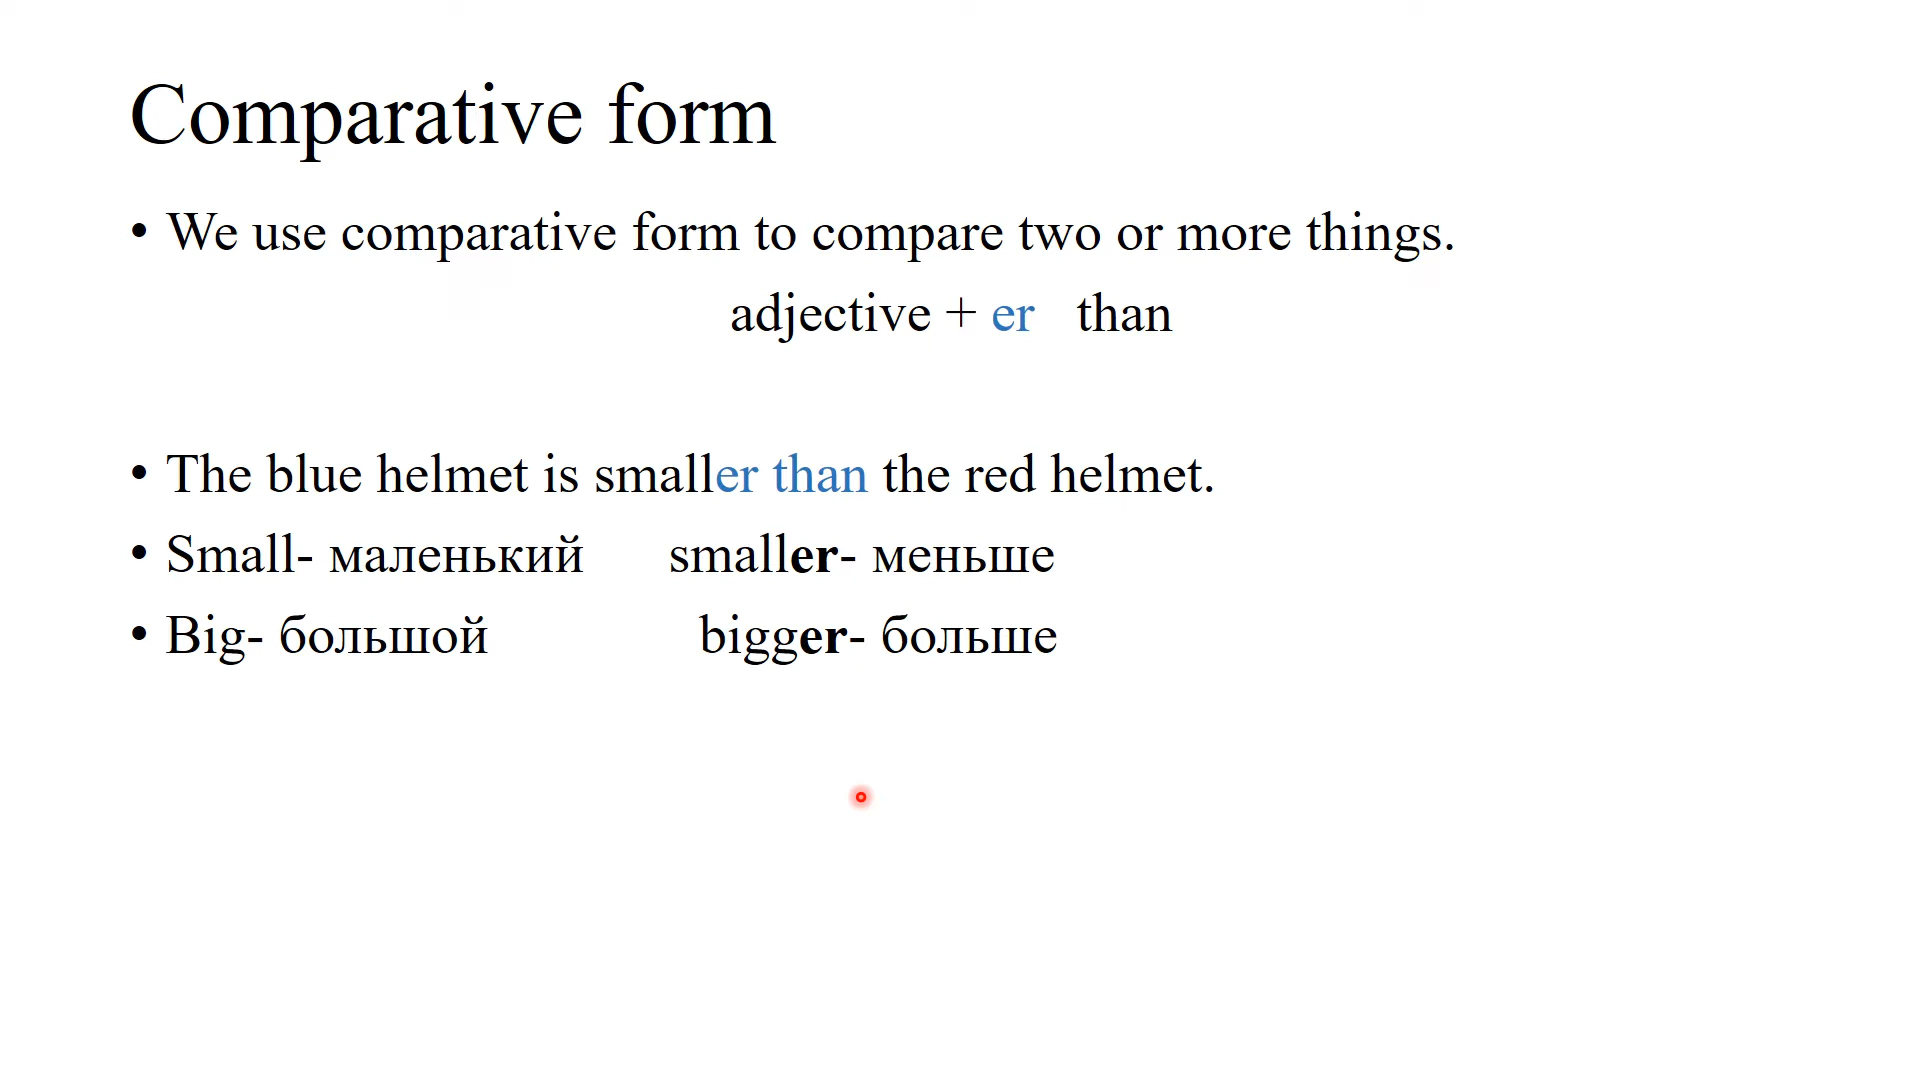 Comparative form
• We use comparative form to compare two or more things.
adjective + er than
• The blue helmet is smaller than the red helmet.
• Small- маленький smaller- меньше
• Big- большой bigger- больше